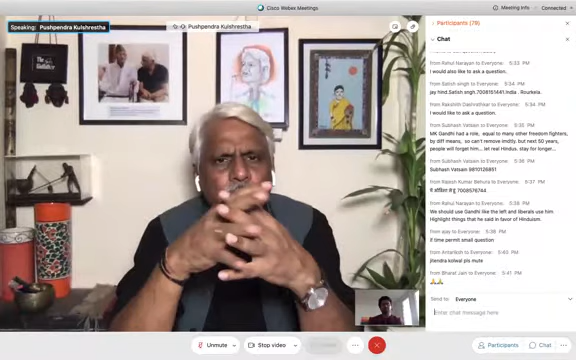 Cisco Webex Meetings
Meeting Info
Connected
Speaking: Pushpendra Kulshrestha
Pushpendra Kulshrestha
Participants (79)
Chat
from Rahul Narayan to Everyone: 5:33 PM
I would also like to ask a question.
from Satish singh to Everyone: 5:34 PM
jay hind.Satish singh.7008151441.India . Rourkela.
from Rakshith Dashrathkar to Everyone: 5:34 PM
I would like to ask a question.
from Subhash Vatsain to Everyone: 5:35 PM
MK Gandhi had a role, equal to many other freedom fighters,
by diff means, so can't remove imditly. but next 50 years,
people will forget him... let real Hindus. stay for longer...
from Subhash Vatsain to Everyone: 5:36 PM
Subhash Vatsain 9810126851
from Rajesh Kumar Behura to Everyone: 5:37 PM
7008576744
from Rahul Narayan to Everyone: 5:38 PM
We should use Gandhi like the left and liberals use him
Highlight things that he said in favor of Hinduism
from ajay to Everyone: 5:38 PM
if time permit small question
from Antariksh to Everyone: 5:40 PM
jitendra kolwal pls mute
from Bharat Jain to Everyone: 5:41 PM
🙏🙏
Send to: Everyone
Enter chat message here
Unmute
Stop video
Participants
Chat